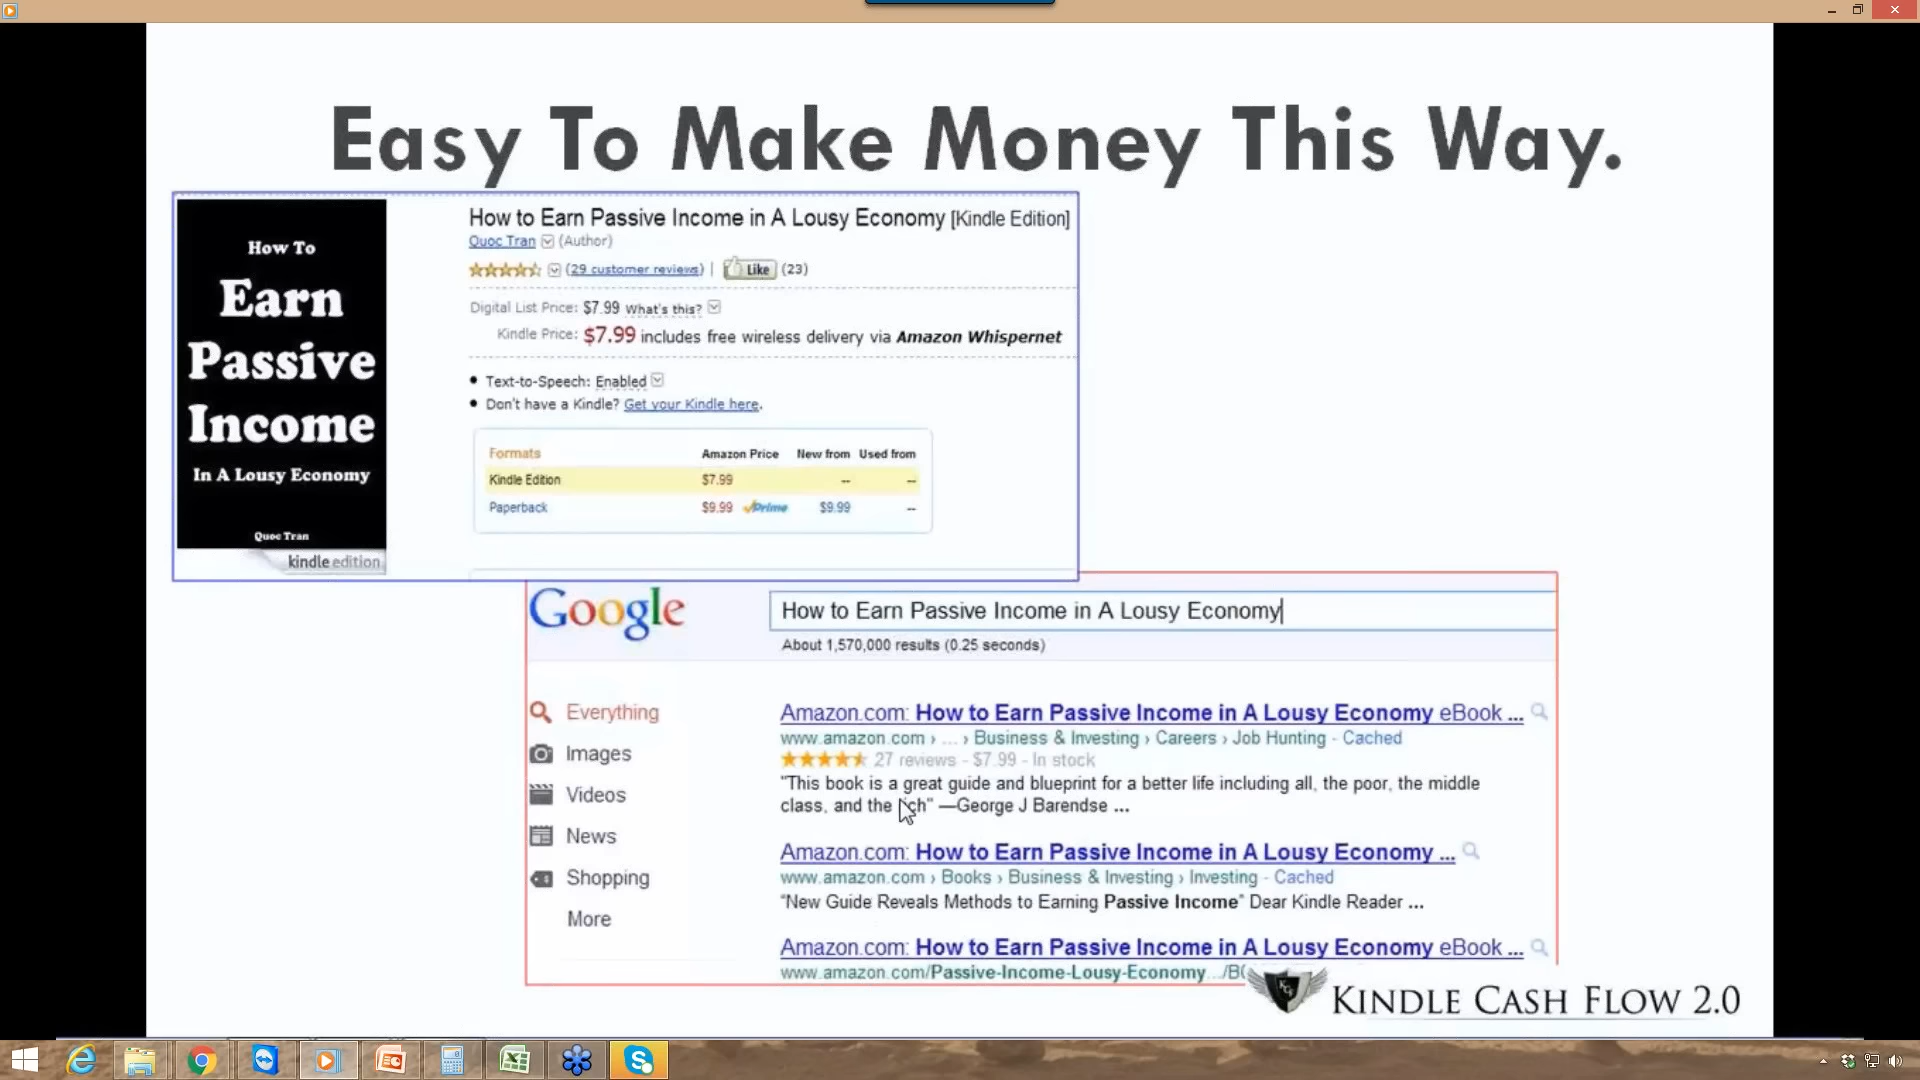 Easy To Make Money This Way.
How To
Earn
Passive
Income
In A Lousy Economy
Quoc Tran
kindle edition
How to Earn Passive Income in A Lousy Economy [Kindle Edition]
Quoc Tran (Author)
(29 customer reviews) | Like (23)
Digital List Price: $7.99 What's this?
Kindle Price: $7.99 includes free wireless delivery via Amazon Whispernet
• Text-to-Speech: Enabled
• Don't have a Kindle? Get your Kindle here.
Formats Amazon Price New from Used from
Kindle Edition $7.99 -- --
Paperback $9.99 Prime $9.99 --
Google How to Earn Passive Income in A Lousy Economy
About 1,570,000 results (0.25 seconds)
Everything
Images
Videos
News
Shopping
More
Amazon.com: How to Earn Passive Income in A Lousy Economy eBook ...
www.amazon.com › ... › Business & Investing › Careers › Job Hunting - Cached
27 reviews - $7.99 - In stock
"This book is a great guide and blueprint for a better life including all, the poor, the middle
class, and the rich" —George J Barendse ...
Amazon.com: How to Earn Passive Income in A Lousy Economy ...
www.amazon.com › Books › Business & Investing › Investing - Cached
"New Guide Reveals Methods to Earning Passive Income" Dear Kindle Reader ...
Amazon.com: How to Earn Passive Income in A Lousy Economy eBook ...
www.amazon.com/Passive-Income-Lousy-Economy.../B0
KCF
KINDLE CASH FLOW 2.0